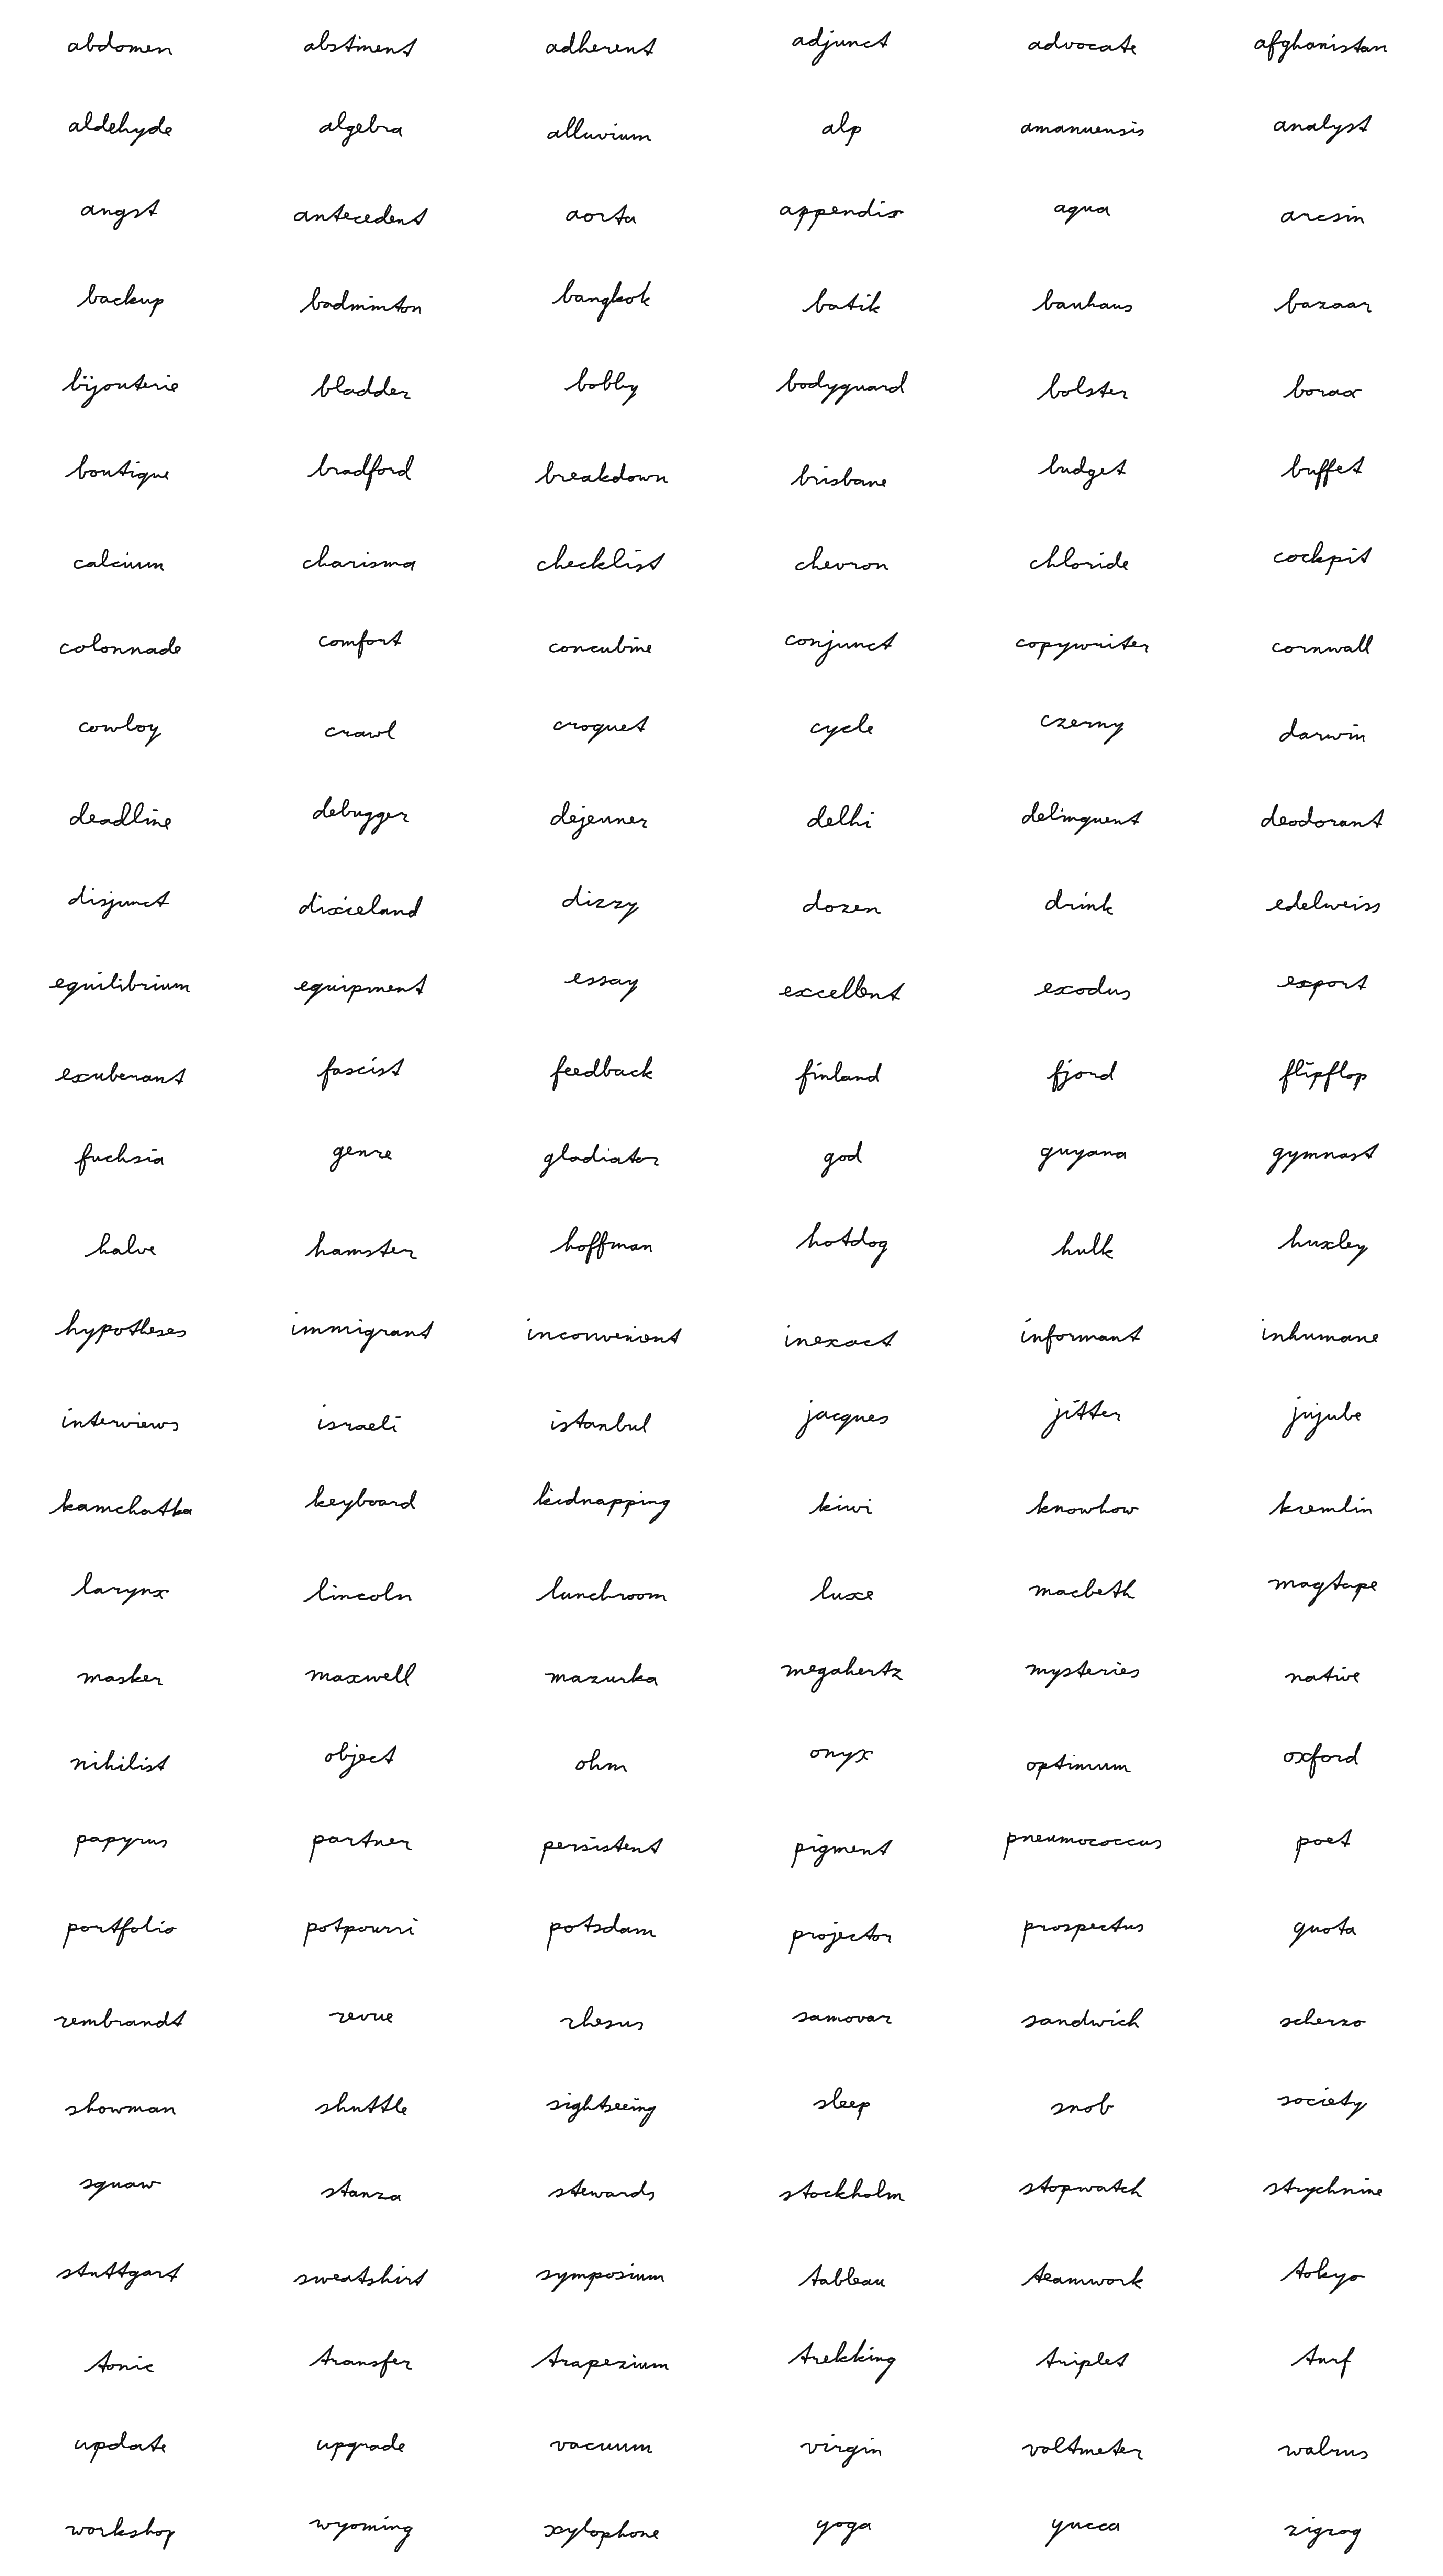 abdomen abstinent adherent adjunct advocate afghanistan
aldehyde algebra alluvium alp amanuensis analyst
angst antecedent aorta appendix aqua arcsin
backup badminton bangkok batik bauhaus bazaar
bijouterie bladder bobby bodyguard bolster borax
boutique bradford breakdown brisbane budget buffet
calcium charisma checklist chevron chloride cockpit
colonnade comfort concubine conjunct copywriter cornwall
cowboy crawl croquet cycle czerny darwin
deadline debugger dejeuner delhi delinquent deodorant
disjunct dixieland dizzy dozen drink edelweiss
equilibrium equipment essay excellent exodus export
exuberant fascist feedback finland fjord flipflop
fuchsia genre gladiator god guyana gymnast
halve hamster hoffman hotdog hulk huxley
hypotheses immigrant inconvenient inexact informant inhumane
interviews israeli istanbul jacques jitter jujube
kamchatka keyboard kidnapping kiwi knowhow kremlin
larynx lincoln lunchroom luxe macbeth magtape
masker maxwell mazurka megahertz mysteries native
nihilist object ohm onyx optimum oxford
papyrus partner persistent pigment pneumococcus poet
portfolio potpourri potsdam projector prospectus quota
rembrandt revue rhesus samovar sandwich scherzo
showman shuttle sightseeing sleep snob society
squaw stanza stewards stockholm stopwatch strychnine
stuttgart sweatshirt symposium tableau teamwork tokyo
tonic transfer trapezium trekking triplet turf
update upgrade vacuum virgin voltmeter walrus
workshop wyoming xylophone yoga yucca zigzag